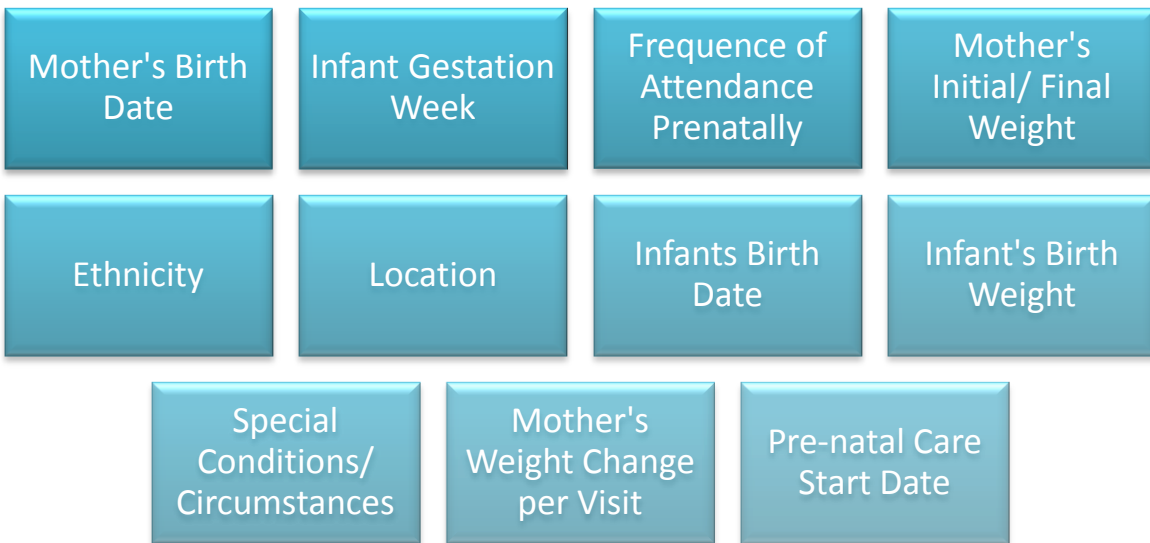 Mother's Birth
Date
Infant Gestation
Week
Frequence of
Attendance
Prenatally
Mother's
Initial/ Final
Weight
Ethnicity
Location
Infants Birth
Date
Infant's Birth
Weight
Special
Conditions/
Circumstances
Mother's
Weight Change
per Visit
Pre-natal Care
Start Date